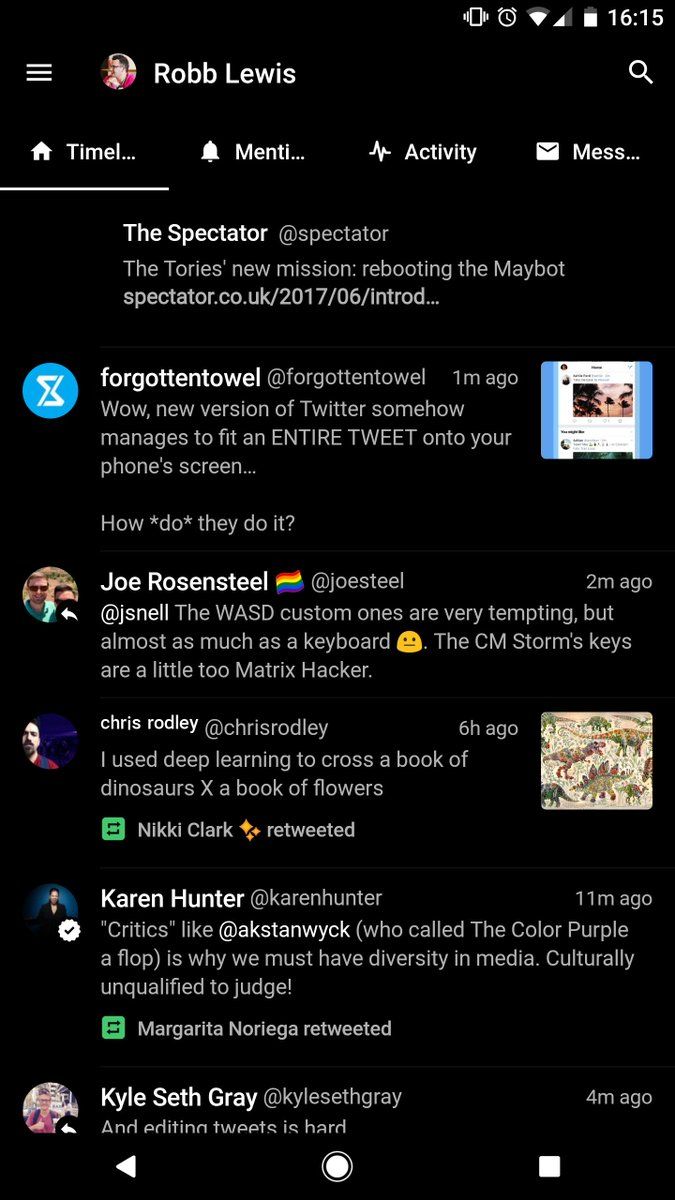 16:15
Robb Lewis
Timel... Menti... Activity Mess...
The Spectator @spectator
The Tories' new mission: rebooting the Maybot
spectator.co.uk/2017/06/introd...
forgottentowel @forgottentowel 1m ago
Wow, new version of Twitter somehow
manages to fit an ENTIRE TWEET onto your
phone's screen...
How *do* they do it?
Joe Rosensteel 🏳️‍🌈 @joesteel 2m ago
@jsnell The WASD custom ones are very tempting, but
almost as much as a keyboard 😐. The CM Storm's keys
are a little too Matrix Hacker.
chris rodley @chrisrodley 6h ago
I used deep learning to cross a book of
dinosaurs X a book of flowers
Nikki Clark ✨ retweeted
Karen Hunter @karenhunter 11m ago
"Critics" like @akstanwyck (who called The Color Purple
a flop) is why we must have diversity in media. Culturally
unqualified to judge!
Margarita Noriega retweeted
Kyle Seth Gray @kylesethgray 4m ago
And editing tweets is hard